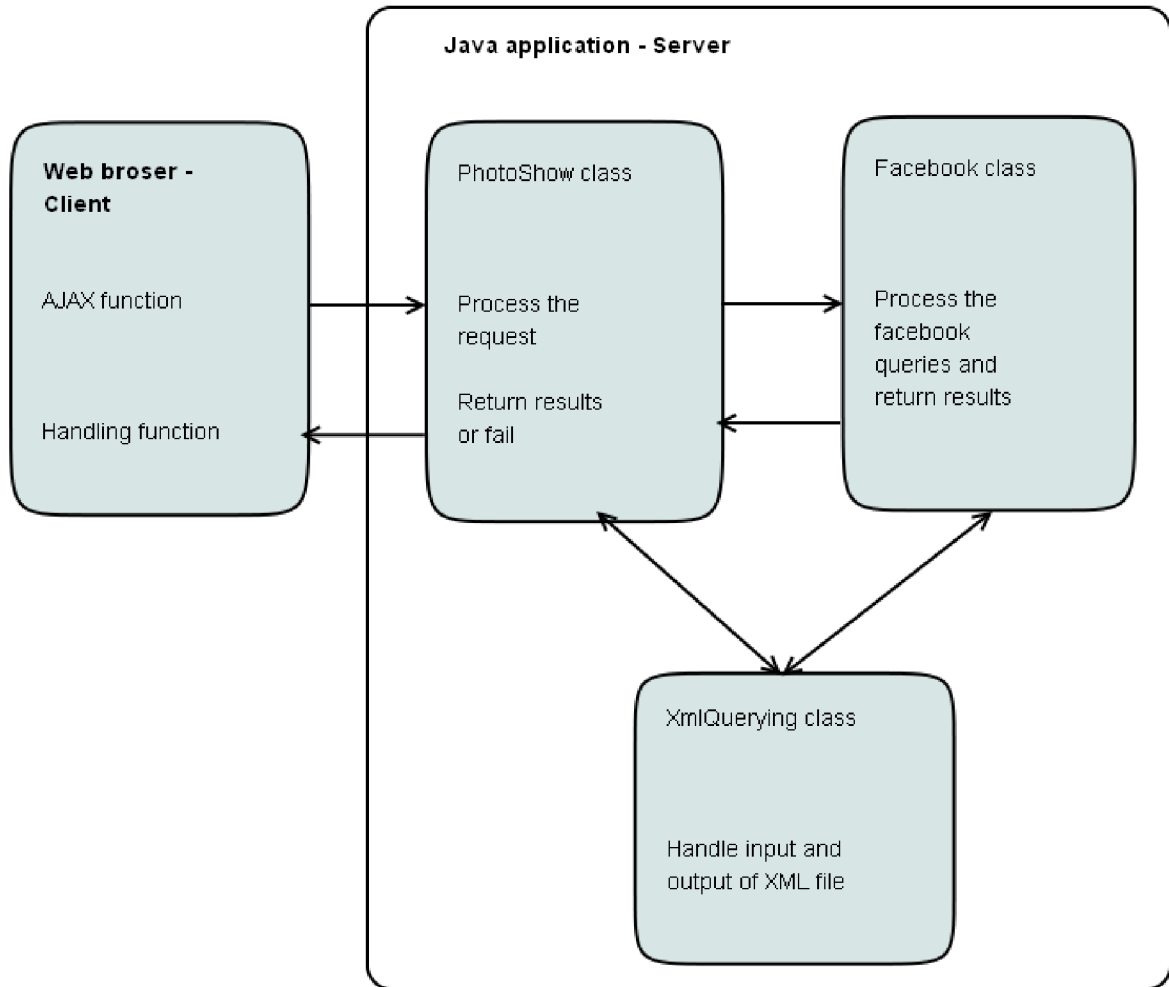 Java application - Server
Web broser -
Client
AJAX function
Handling function
PhotoShow class
Process the
request
Return results
or fail
Facebook class
Process the
facebook
queries and
return results
XmlQuerying class
Handle input and
output of XML file